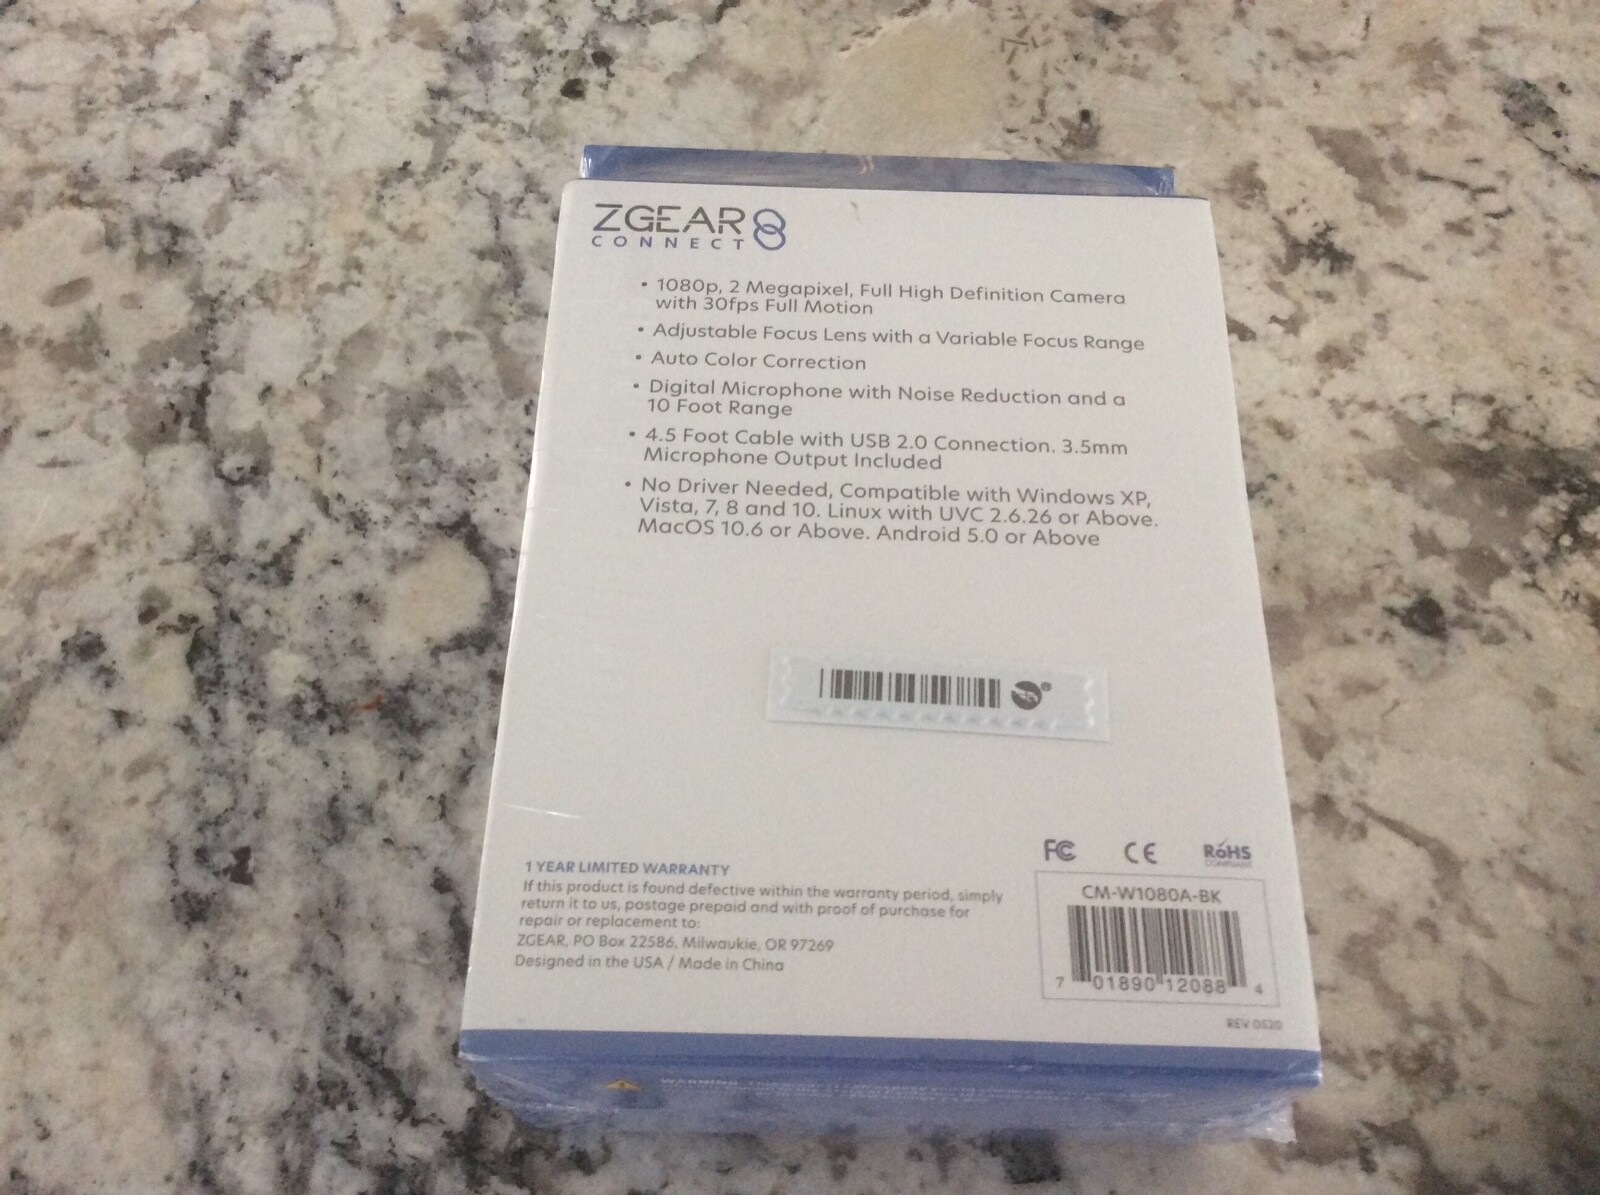 ZGEAR
CONNECT
• 1080p, 2 Megapixel, Full High Definition Camera
with 30fps Full Motion
• Adjustable Focus Lens with a Variable Focus Range
• Auto Color Correction
• Digital Microphone with Noise Reduction and a
10 Foot Range
• 4.5 Foot Cable with USB 2.0 Connection. 3.5mm
Microphone Output Included
• No Driver Needed, Compatible with Windows XP,
Vista, 7, 8 and 10. Linux with UVC 2.6.26 or Above.
MacOS 10.6 or Above. Android 5.0 or Above
1 YEAR LIMITED WARRANTY
If this product is found defective within the warranty period, simply
return it to us, postage prepaid and with proof of purchase for
repair or replacement to:
ZGEAR, PO Box 22586, Milwaukie, OR 97269
Designed in the USA / Made in China
FC CE RoHS
COMPLIANT
CM-W1080A-BK
7 01890 12088 4
REV 0520
WARNING